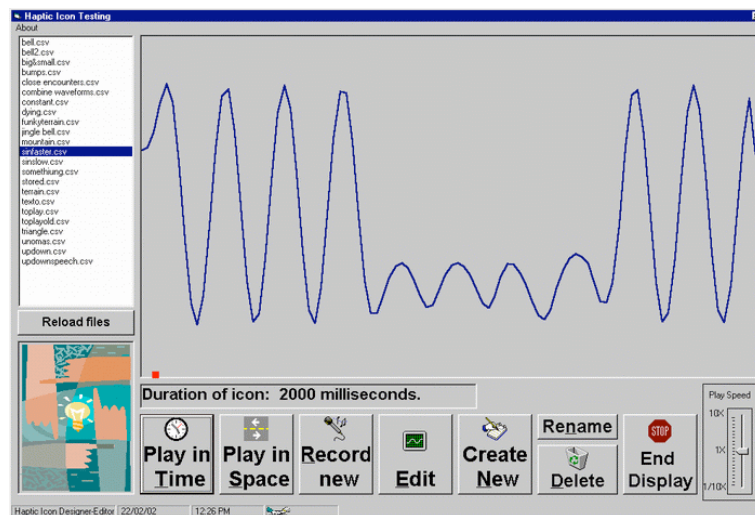 Haptic Icon Testing
About
bell.csv
bell2.csv
big&small.csv
bumps.csv
close encounters.csv
combine waveforms.csv
constant.csv
dying.csv
funkyterrain.csv
jingle bell.csv
mountain.csv
sinfaster.csv
sinslow.csv
somethiung.csv
stored.csv
terrain.csv
texto.csv
toplay.csv
toplayold.csv
triangle.csv
unomas.csv
updown.csv
updownspeech.csv
Reload files
Duration of icon: 2000 milliseconds.
Play in
Time
Play in
Space
Record
new
Edit
Create
New
Rename
Delete
STOP
End
Display
Play Speed
10X
1X
1/10X
Haptic Icon Designer-Editor 22/02/02 12:26 PM